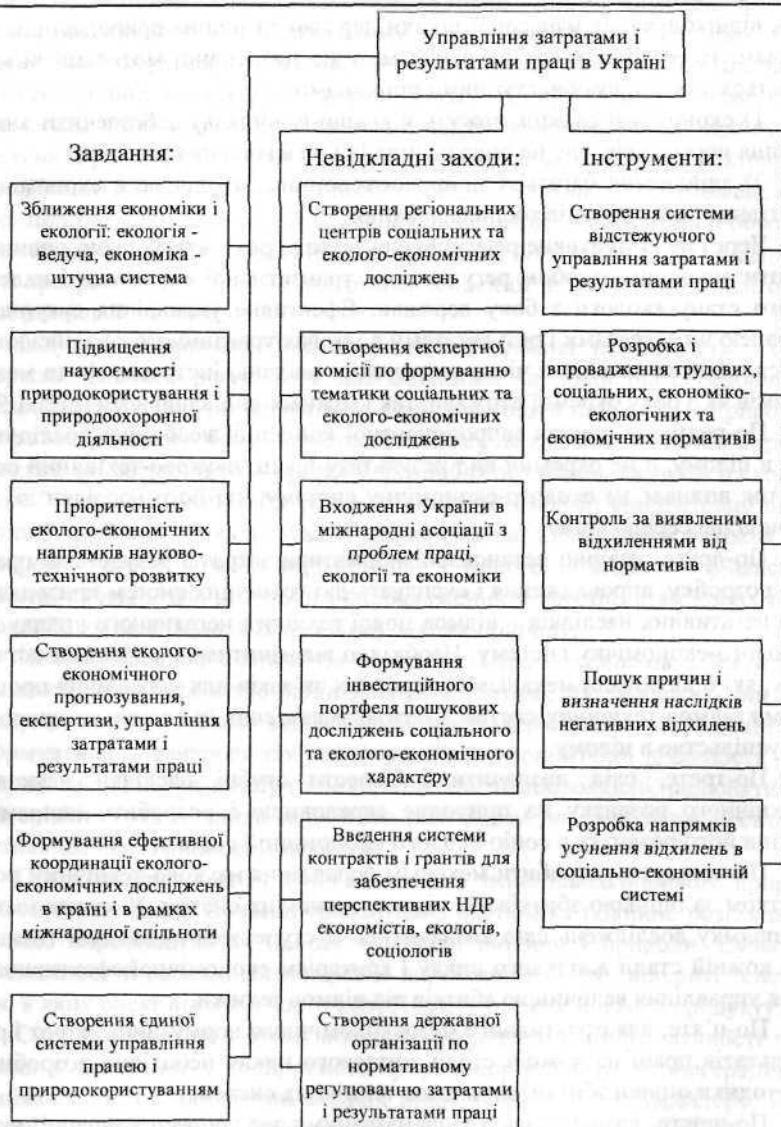 Управління затратами і
результатами праці в Україні
Завдання:
Зближення економіки і
екології: екологія -
ведуча, економіка -
штучна система
Підвищення
наукоємкості
природокористування і
природоохоронної
діяльності
Пріоритетність
еколого-економічних
напрямків науково-
технічного розвитку
Створення еколого-
економічного
прогнозування,
експертизи, управління
затратами і
результатами праці
Формування ефективної
координації еколого-
економічних досліджень
в країні і в рамках
міжнародної спільноти
Створення єдиної
системи управління
працею і
природокористуванням
Невідкладні заходи:
Створення регіональних
центрів соціальних та
еколого-економічних
досліджень
Створення експертної
комісії по формуванню
тематики соціальних та
еколого-економічних
досліджень
Входження України в
міжнародні асоціації з
проблем праці,
екології та економіки
Формування
інвестиційного
портфеля пошукових
досліджень соціального
та еколого-економічного
характеру
Введення системи
контрактів і грантів для
забезпечення
перспективних НДР
економістів, екологів,
соціологів
Створення державної
організації по
нормативному
регулюванню затратами
і результатами праці
Інструменти:
Створення системи
відстежуючого
управління затратами і
результатами праці
Розробка і
впровадження трудових,
соціальних, економіко-
екологічних та
економічних нормативів
Контроль за виявленими
відхиленнями від
нормативів
Пошук причин і
визначення наслідків
негативних відхилень
Розробка напрямків
усунення відхилень в
соціально-економічній
системі